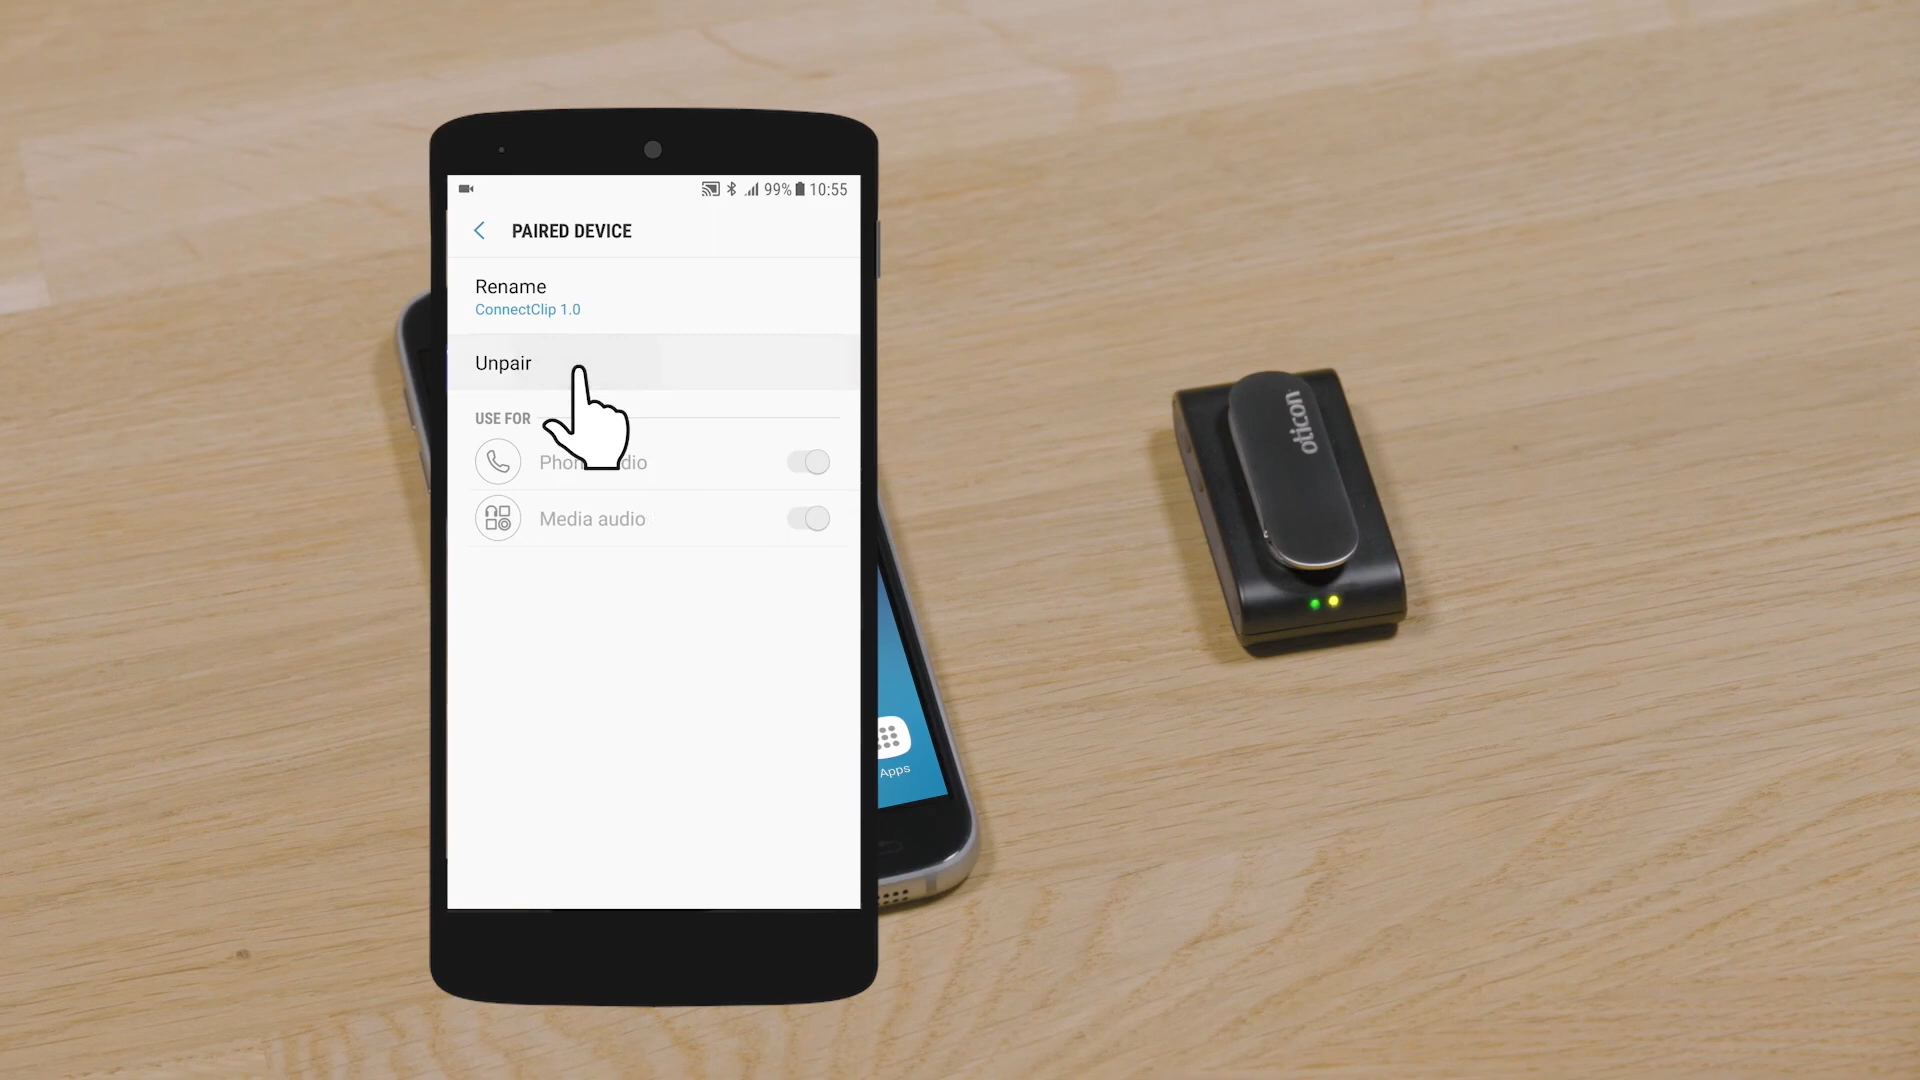 99% 10:55
PAIRED DEVICE
Rename
ConnectClip 1.0
Unpair
USE FOR
Media audio
Apps
oticon